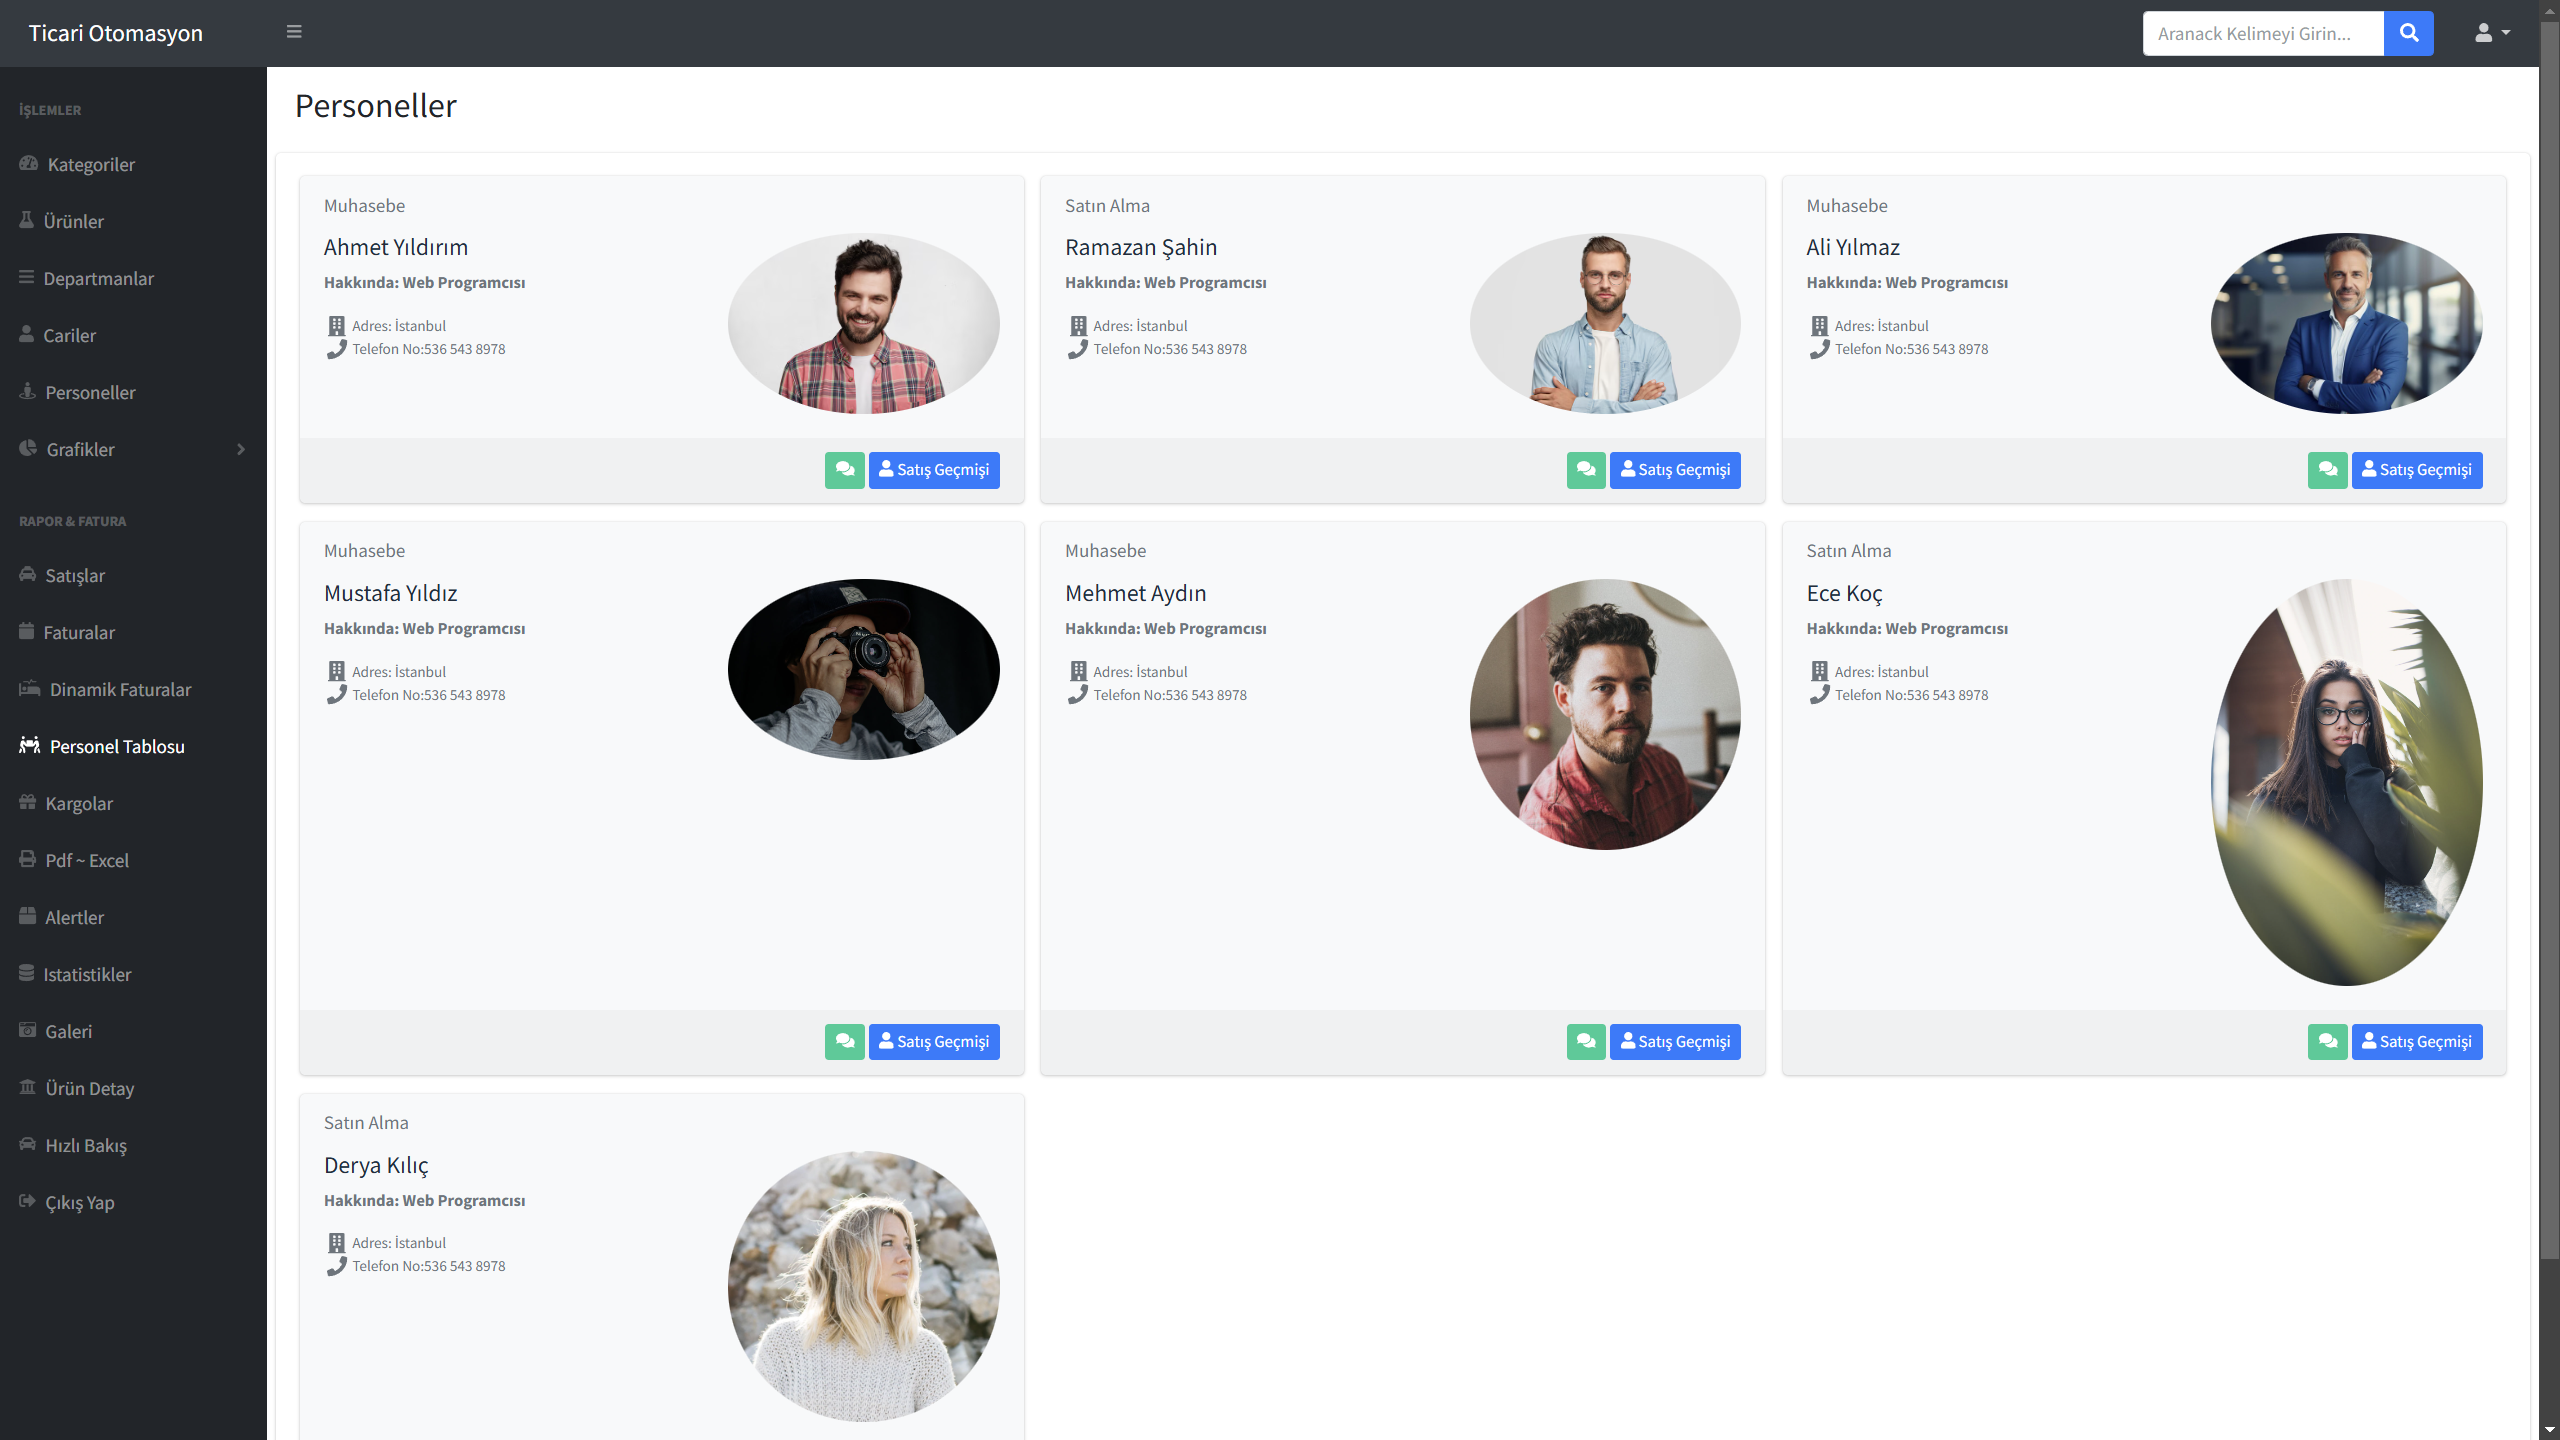 Ticari Otomasyon
Aranack Kelimeyi Girin...
İŞLEMLER
Kategoriler
Ürünler
Departmanlar
Cariler
Personeller
Grafikler
RAPOR & FATURA
Satışlar
Faturalar
Dinamik Faturalar
Personel Tablosu
Kargolar
Pdf ~ Excel
Alertler
Istatistikler
Galeri
Ürün Detay
Hızlı Bakış
Çıkış Yap
Personeller
Muhasebe
Ahmet Yıldırım
Hakkında: Web Programcısı
Adres: İstanbul
Telefon No:536 543 8978
Satış Geçmişi
Satın Alma
Ramazan Şahin
Hakkında: Web Programcısı
Adres: İstanbul
Telefon No:536 543 8978
Satış Geçmişi
Muhasebe
Ali Yılmaz
Hakkında: Web Programcısı
Adres: İstanbul
Telefon No:536 543 8978
Satış Geçmişi
Muhasebe
Mustafa Yıldız
Hakkında: Web Programcısı
Adres: İstanbul
Telefon No:536 543 8978
Satış Geçmişi
Muhasebe
Mehmet Aydın
Hakkında: Web Programcısı
Adres: İstanbul
Telefon No:536 543 8978
Satış Geçmişi
Satın Alma
Ece Koç
Hakkında: Web Programcısı
Adres: İstanbul
Telefon No:536 543 8978
Satış Geçmişi
Satın Alma
Derya Kılıç
Hakkında: Web Programcısı
Adres: İstanbul
Telefon No:536 543 8978